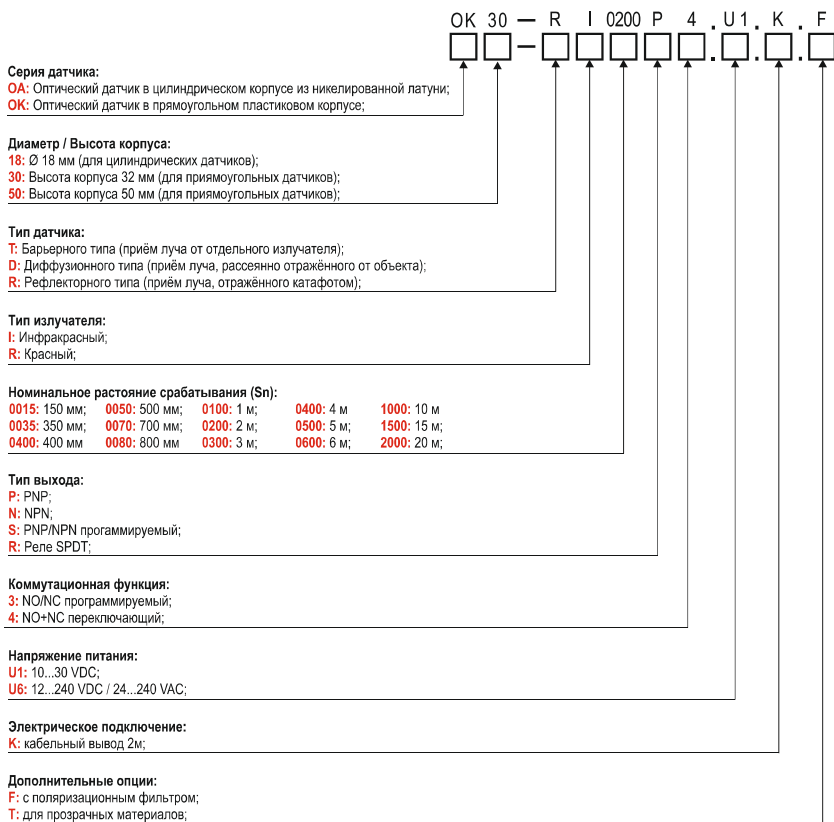 OK 30 – R I 0200 P 4 . U1 . K . F
Серия датчика:
OA: Оптический датчик в цилиндрическом корпусе из никелированной латуни;
OK: Оптический датчик в прямоугольном пластиковом корпусе;
Диаметр / Высота корпуса:
18: Ø 18 мм (для цилиндрических датчиков);
30: Высота корпуса 32 мм (для приямоугольных датчиков);
50: Высота корпуса 50 мм (для приямоугольных датчиков);
Тип датчика:
T: Барьерного типа (приём луча от отдельного излучателя);
D: Диффузионного типа (приём луча, рассеянно отражённого от объекта);
R: Рефлекторного типа (приём луча, отражённого катафотом);
Тип излучателя:
I: Инфракрасный;
R: Красный;
Номинальное растояние срабатывания (Sn):
0015: 150 мм; 0050: 500 мм; 0100: 1 м; 0400: 4 м 1000: 10 м
0035: 350 мм; 0070: 700 мм; 0200: 2 м; 0500: 5 м; 1500: 15 м;
0400: 400 мм 0080: 800 мм 0300: 3 м; 0600: 6 м; 2000: 20 м;
Тип выхода:
P: PNP;
N: NPN;
S: PNP/NPN прогаммируемый;
R: Реле SPDT;
Коммутационная функция:
3: NO/NC программируемый;
4: NO+NC переключающий;
Напряжение питания:
U1: 10...30 VDC;
U6: 12...240 VDC / 24...240 VAC;
Электрическое подключение:
K: кабельный вывод 2м;
Дополнительные опции:
F: с поляризационным фильтром;
T: для прозрачных материалов;